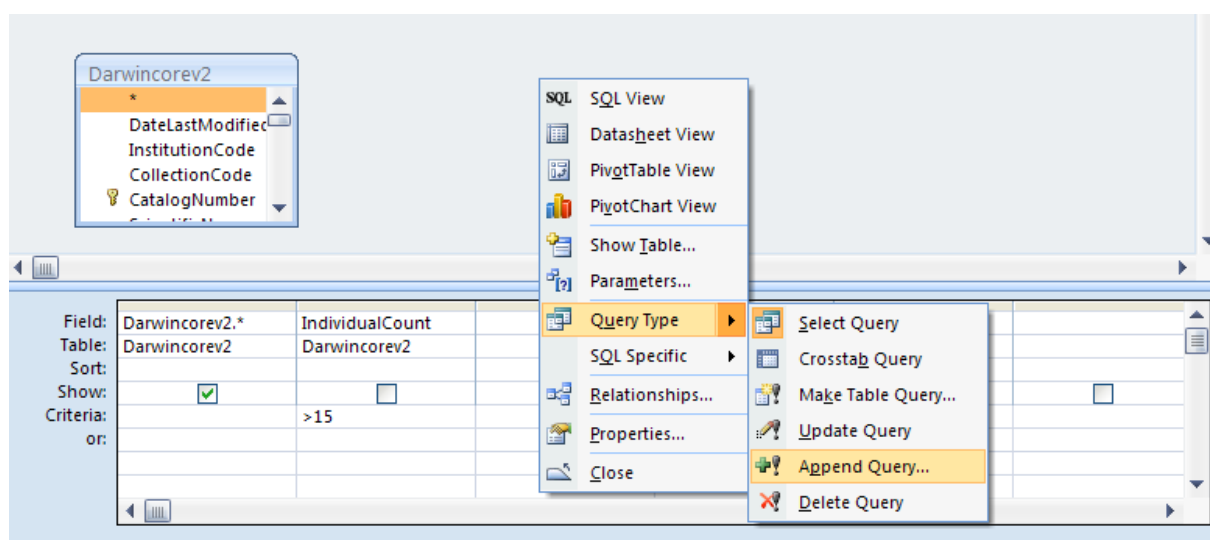 Darwincorev2
*
DateLastModified
InstitutionCode
CollectionCode
CatalogNumber
SQL SQL View
Datasheet View
PivotTable View
PivotChart View
Show Table...
Parameters...
Query Type
SQL Specific
Relationships...
Properties...
Close
Select Query
Crosstab Query
Make Table Query...
Update Query
Append Query...
Delete Query
Field: Darwincorev2.* IndividualCount
Table: Darwincorev2 Darwincorev2
Sort:
Show:
Criteria: >15
or: